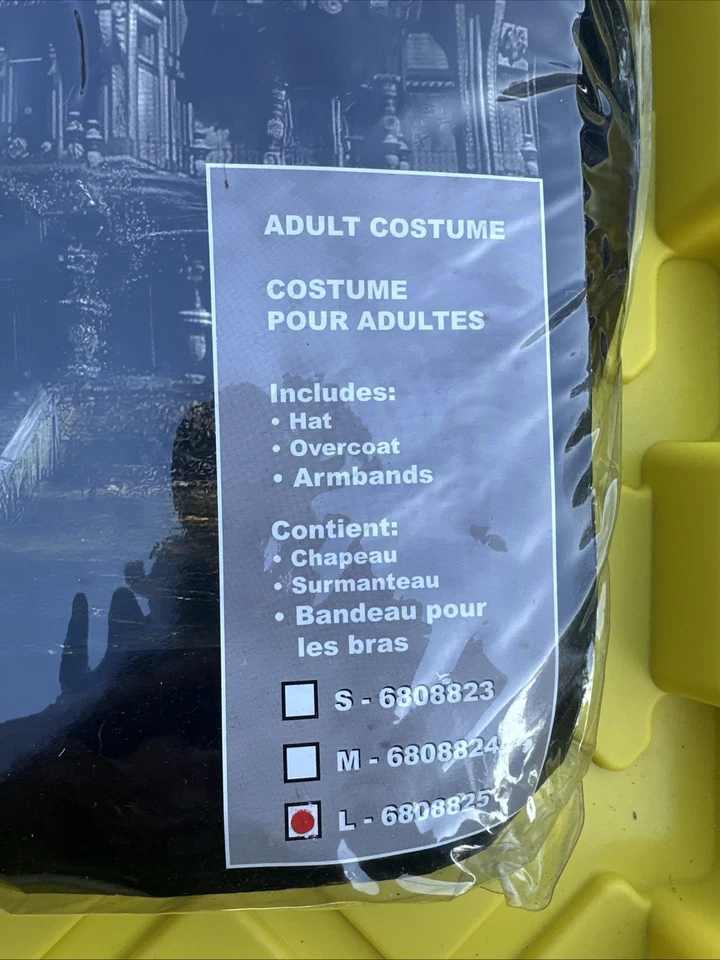 ADULT COSTUME
COSTUME
POUR ADULTES
Includes:
• Hat
• Overcoat
• Armbands
Contient:
• Chapeau
• Surmanteau
• Bandeau pour
les bras
S - 6808823
M - 6808824
L - 6808825